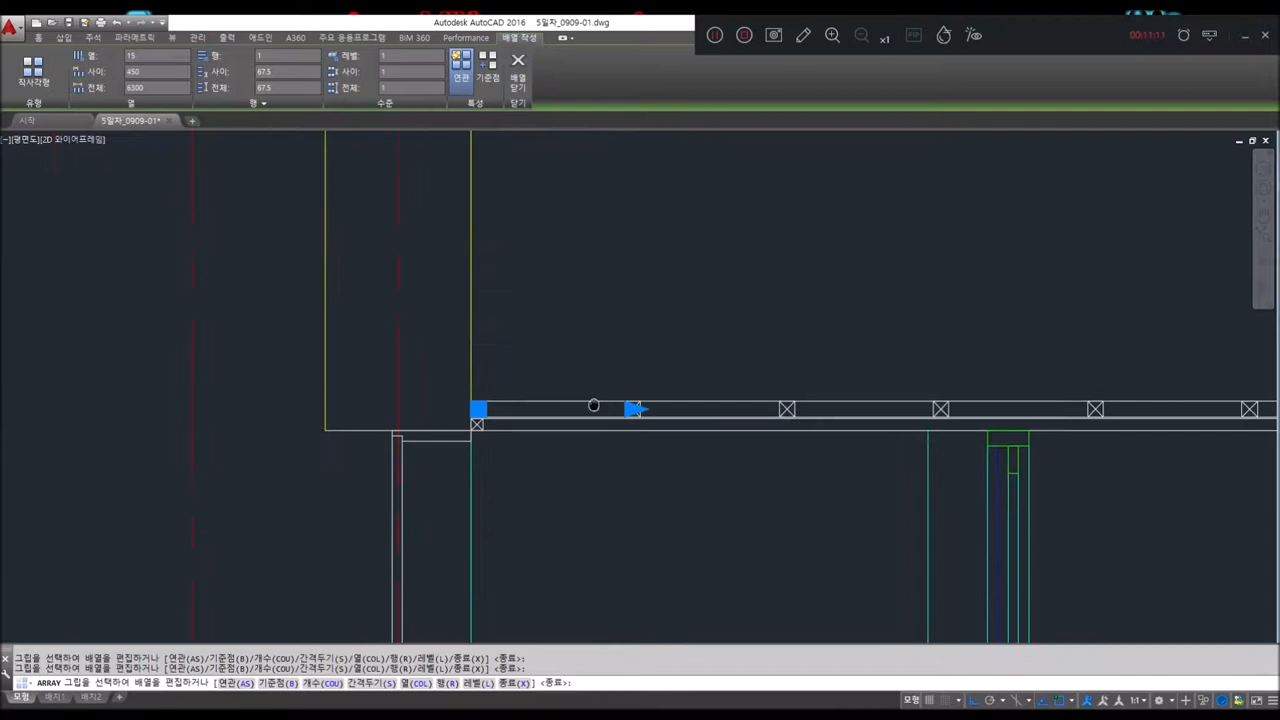 Autodesk AutoCAD 2016 5일차_0909-01.dwg
홈 삽입 주석 파라메트릭 뷰 관리 출력 애드인 A360 주요 응용프로그램 BIM 360 Performance 배열 작성
x1
PIP
00:11:11
직사각형
유형
열: 15
사이: 450
전체: 6300
열
행: 1
사이: 67.5
전체: 67.5
행
레벨: 1
사이: 1
전체: 1
수준
연관
기준점
특성
배열 닫기
닫기
시작 5일차_0909-01*
[-][평면도][2D 와이어프레임]
그립을 선택하여 배열을 편집하거나 [연관(AS)/기준점(B)/개수(COU)/간격두기(S)/열(COL)/행(R)/레벨(L)/종료(X)] <종료>:
그립을 선택하여 배열을 편집하거나 [연관(AS)/기준점(B)/개수(COU)/간격두기(S)/열(COL)/행(R)/레벨(L)/종료(X)] <종료>:
ARRAY 그립을 선택하여 배열을 편집하거나 [연관(AS) 기준점(B) 개수(COU) 간격두기(S) 열(COL) 행(R) 레벨(L) 종료(X)] <종료>:
모형 배치1 배치2
모형 1:1